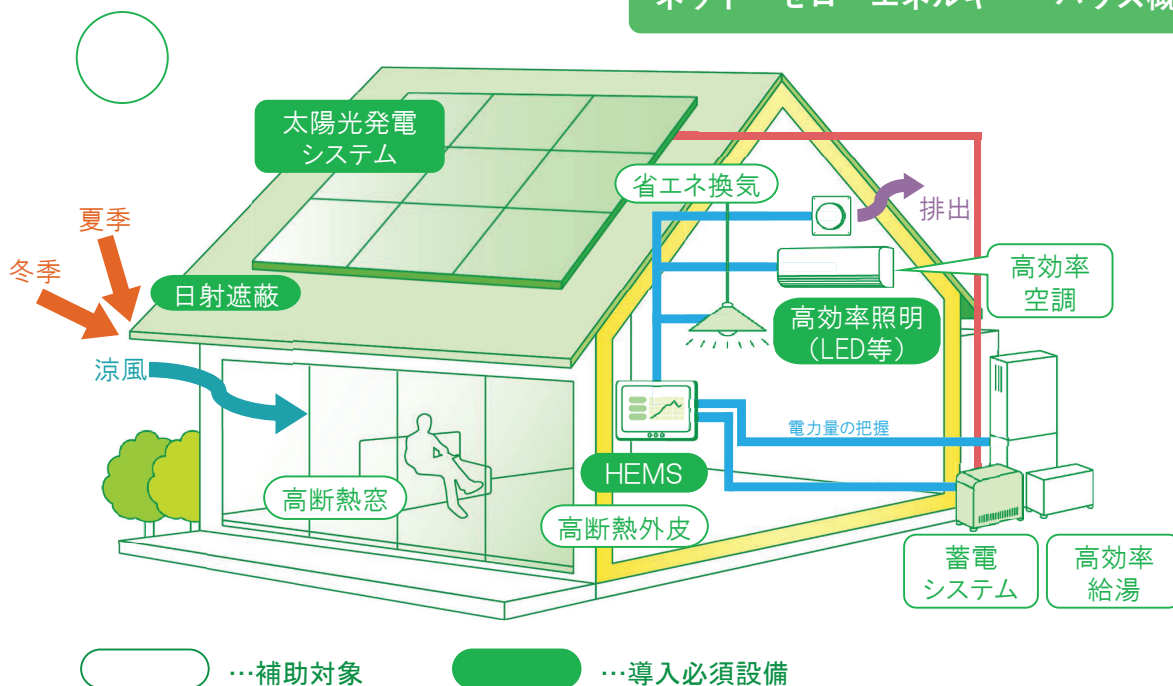 太陽光発電
システム
省エネ換気
排出
夏季
冬季
日射遮蔽
高効率
空調
高効率照明
（LED等）
涼風
電力量の把握
HEMS
高断熱窓
高断熱外皮
蓄電
システム
高効率
給湯
…補助対象
…導入必須設備